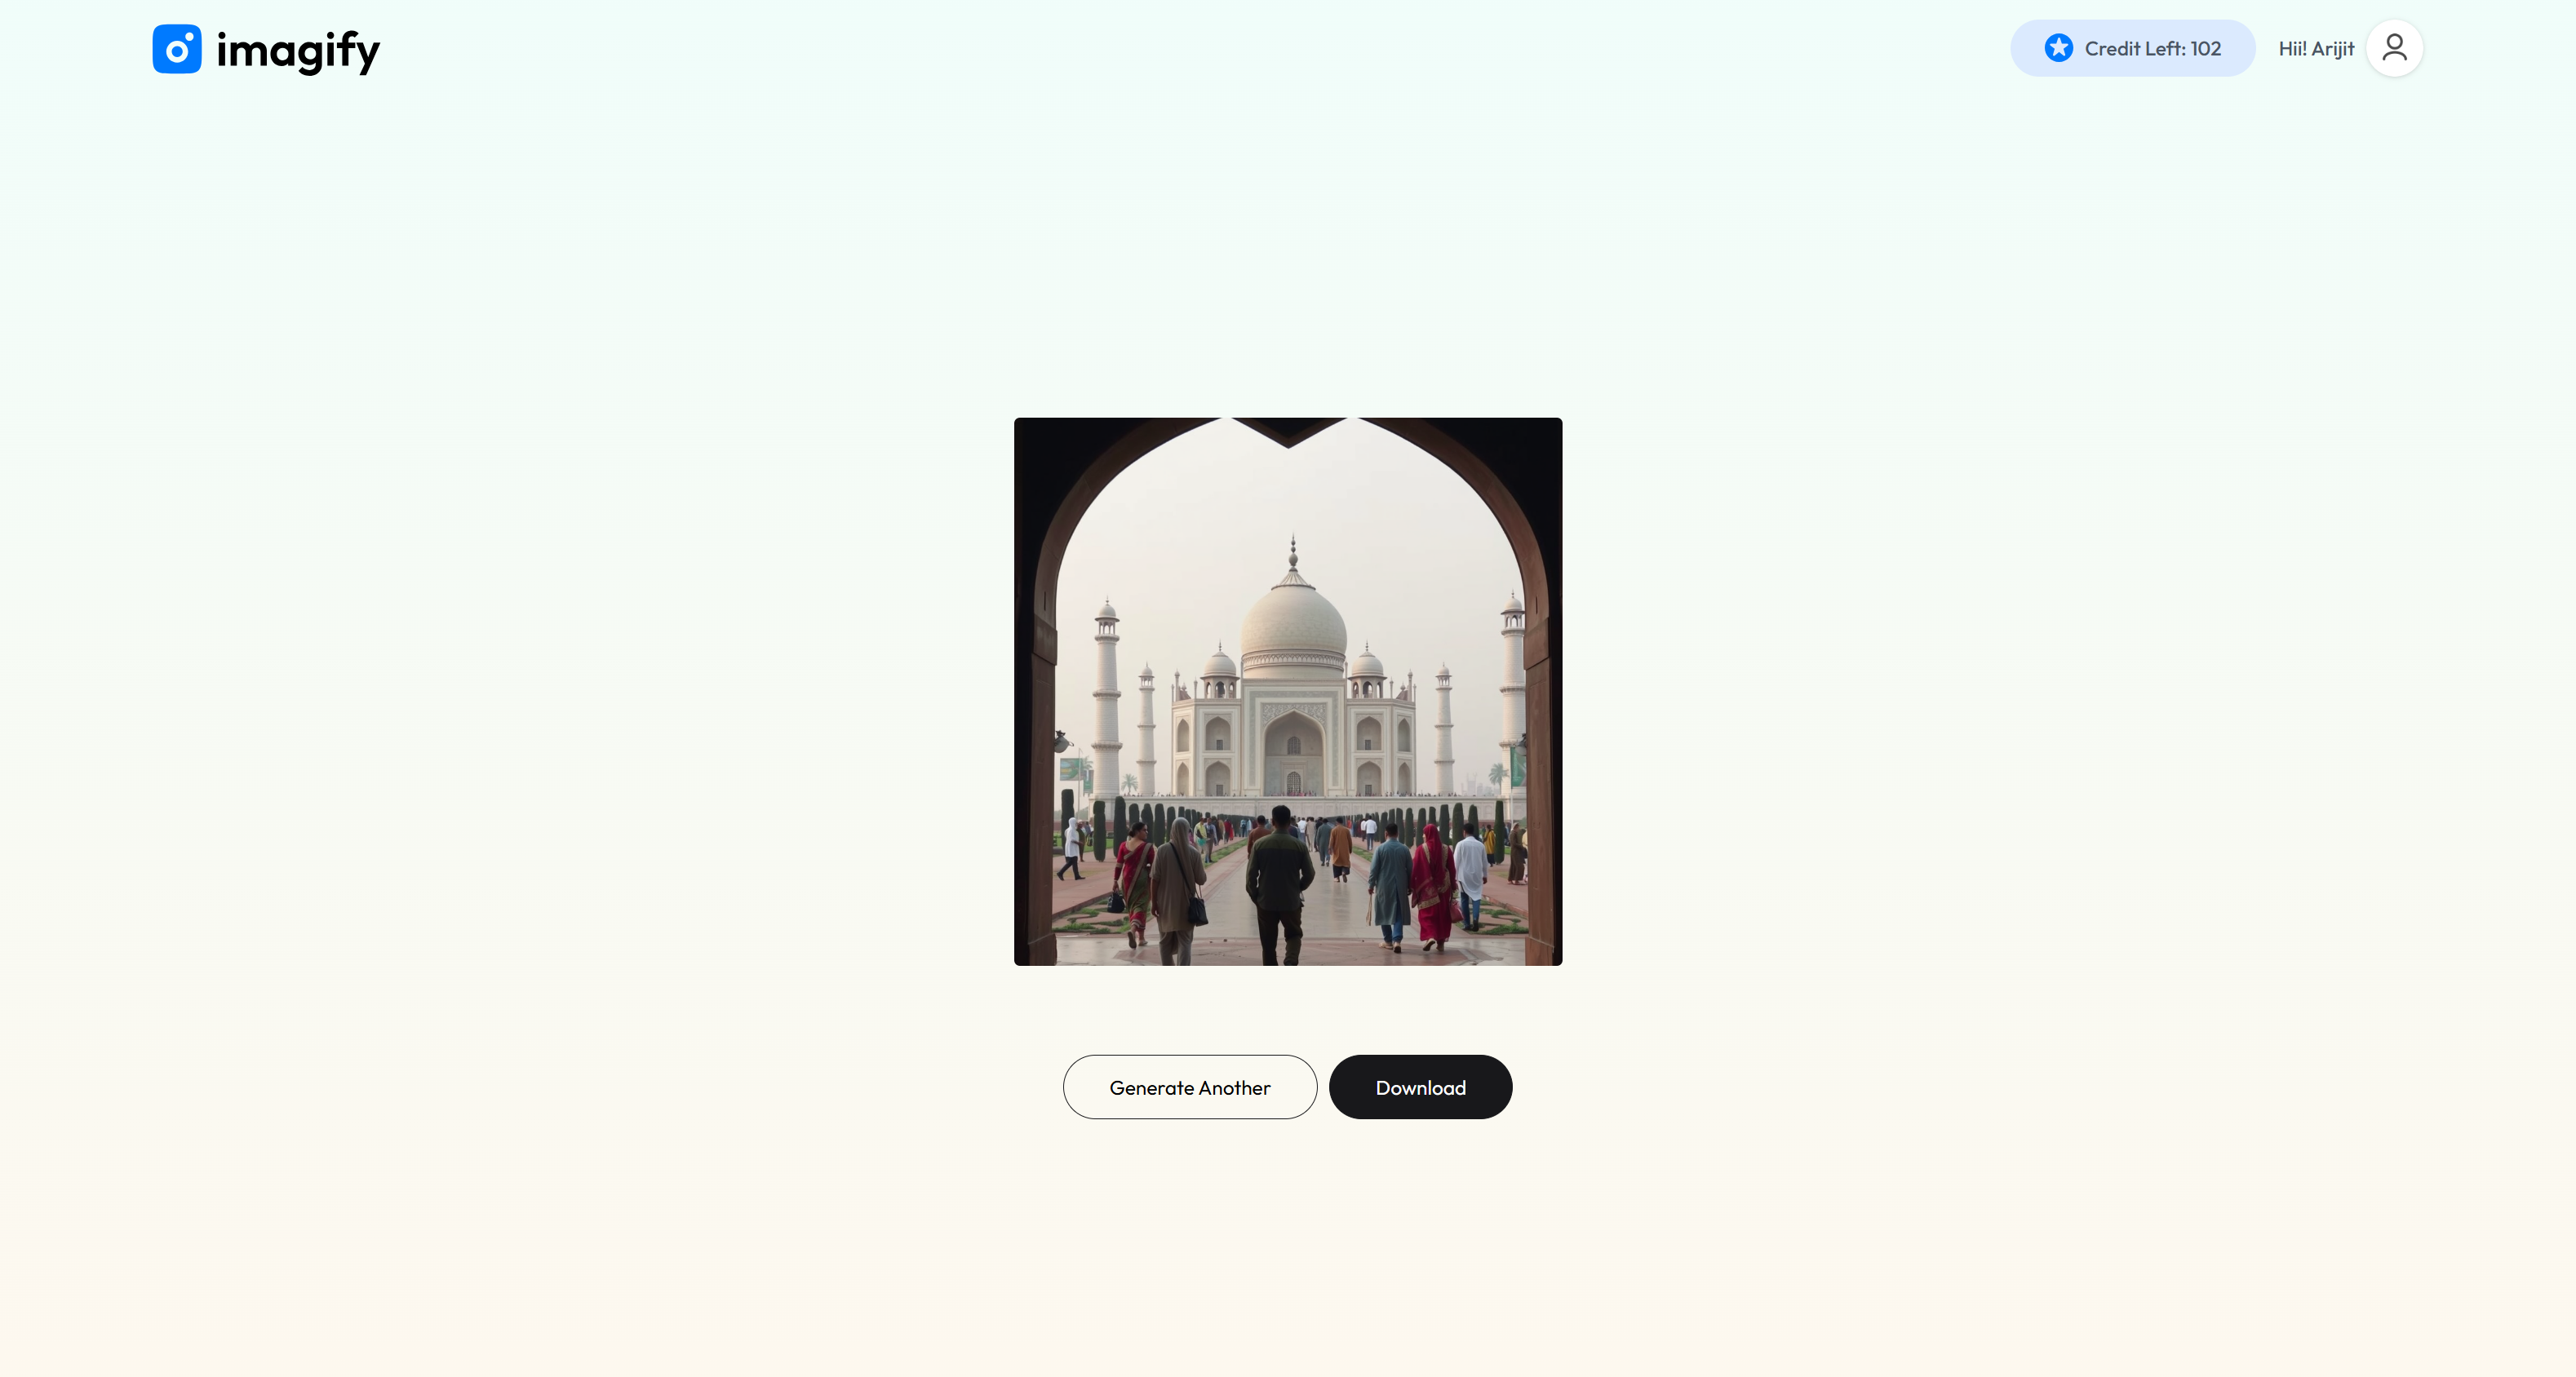 imagify
Credit Left: 102
Hii! Arijit
Generate Another
Download